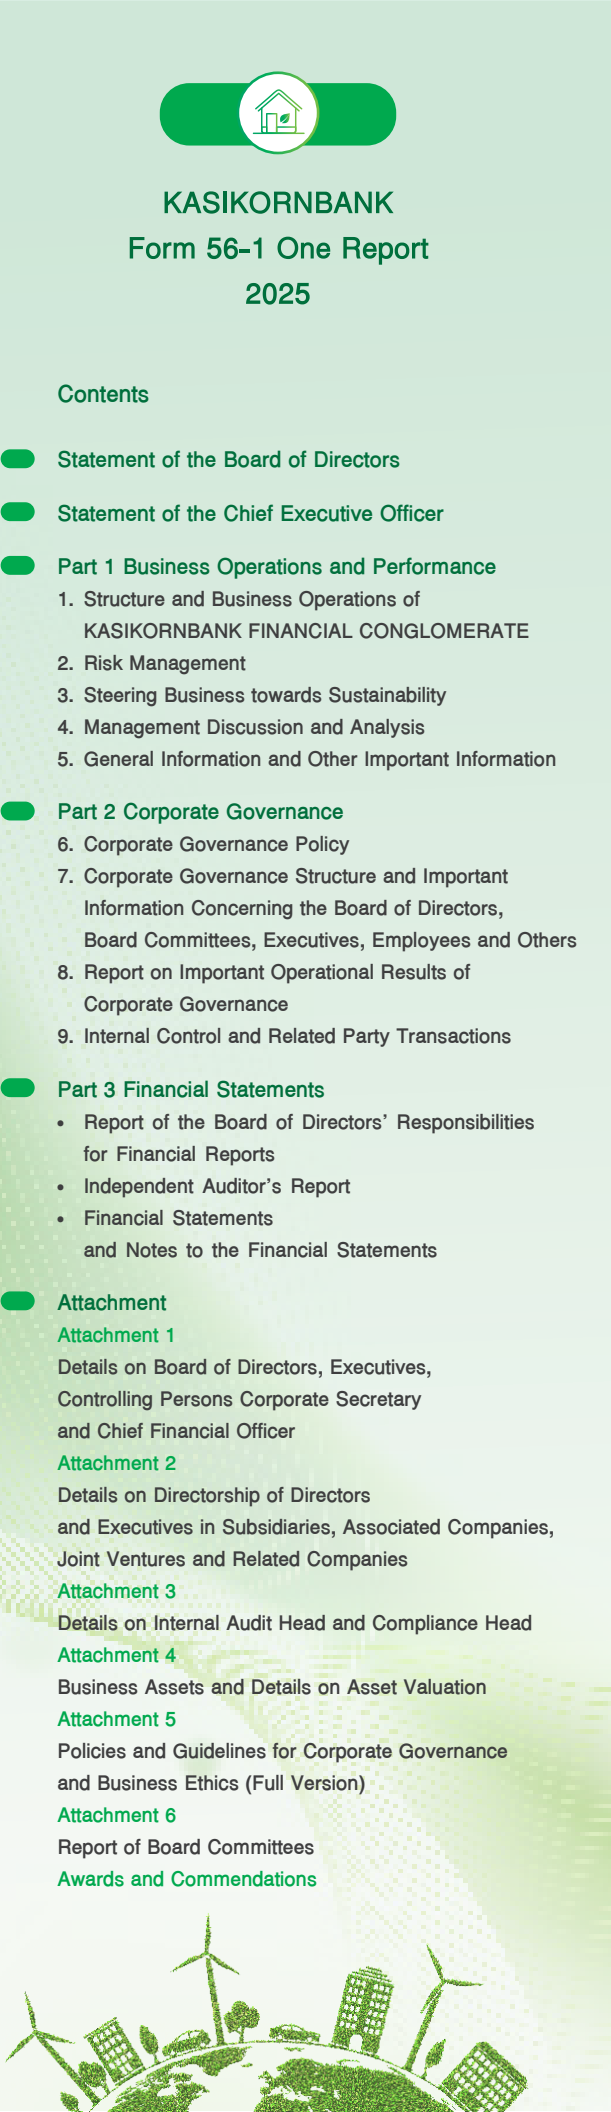 KASIKORNBANK
Form 56-1 One Report
2025
Contents
Statement of the Board of Directors
Statement of the Chief Executive Officer
Part 1 Business Operations and Performance
1. Structure and Business Operations of
KASIKORNBANK FINANCIAL CONGLOMERATE
2. Risk Management
3. Steering Business towards Sustainability
4. Management Discussion and Analysis
5. General Information and Other Important Information
Part 2 Corporate Governance
6. Corporate Governance Policy
7. Corporate Governance Structure and Important
Information Concerning the Board of Directors,
Board Committees, Executives, Employees and Others
8. Report on Important Operational Results of
Corporate Governance
9. Internal Control and Related Party Transactions
Part 3 Financial Statements
• Report of the Board of Directors' Responsibilities
for Financial Reports
• Independent Auditor's Report
• Financial Statements
and Notes to the Financial Statements
Attachment
Attachment 1
Details on Board of Directors, Executives,
Controlling Persons Corporate Secretary
and Chief Financial Officer
Attachment 2
Details on Directorship of Directors
and Executives in Subsidiaries, Associated Companies,
Joint Ventures and Related Companies
Attachment 3
Details on Internal Audit Head and Compliance Head
Attachment 4
Business Assets and Details on Asset Valuation
Attachment 5
Policies and Guidelines for Corporate Governance
and Business Ethics (Full Version)
Attachment 6
Report of Board Committees
Awards and Commendations